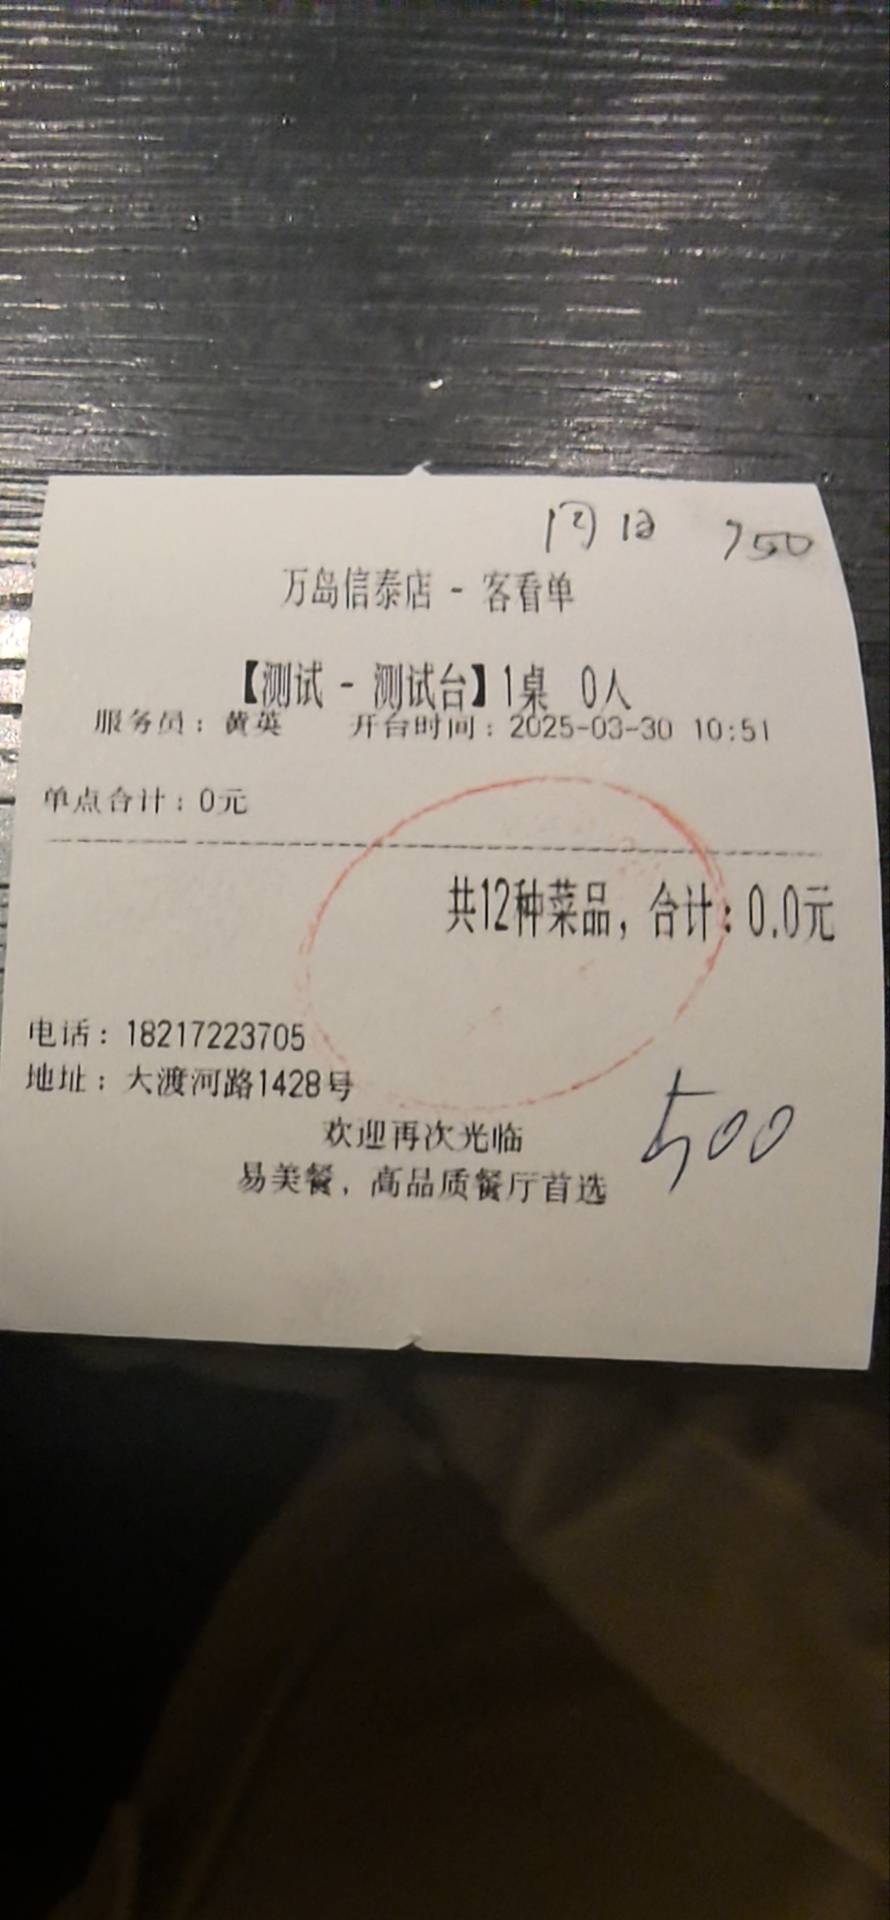 750
万岛信泰店 - 客看单
【测试 - 测试台】1桌 0人
服务员：黄英 开台时间：2025-03-30 10:51
单点合计：0元
共12种菜品，合计：0.0元
电话：18217223705
地址：大渡河路1428号
500
欢迎再次光临
易美餐，高品质餐厅首选